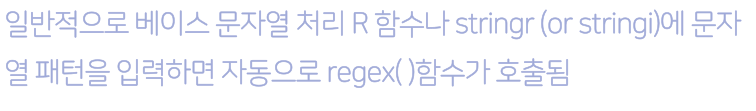 일반적으로 베이스 문자열 처리 R 함수나 stringr (or stringi)에 문자
열 패턴을 입력하면 자동으로 regex( )함수가 호출됨